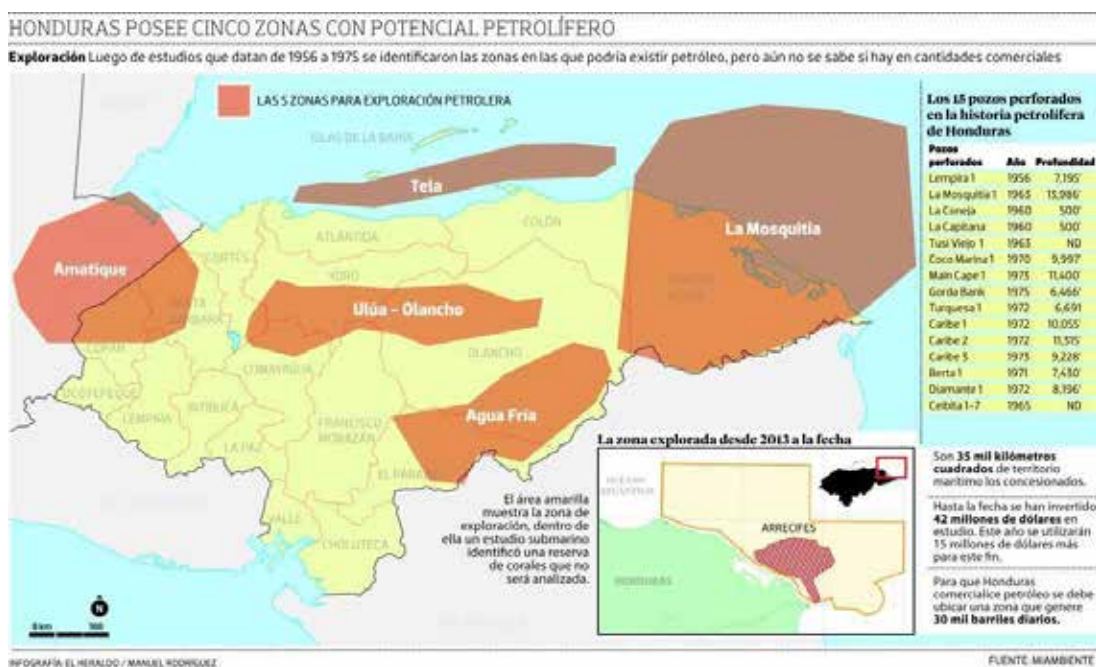 HONDURAS POSEE CINCO ZONAS CON POTENCIAL PETROLÍFERO
Exploración Luego de estudios que datan de 1956 a 1975 se identificaron las zonas en las que podría existir petróleo, pero aún no se sabe si hay en cantidades comerciales
LAS 5 ZONAS PARA EXPLORACIÓN PETROLERA
ISLAS DE LA BAHÍA
Tela
La Mosquitia
Amatique
Ulúa - Olancho
Agua Fría
ATLÁNTIDA
COLÓN
CORTÉS
YORO
SANTA BÁRBARA
COPÁN
OCOTEPEQUE
LEMPIRA
INTIBUCÁ
LA PAZ
COMAYAGUA
FRANCISCO
MORAZÁN
OLANCHO
EL PARAÍSO
VALLE
CHOLUTECA
Los 15 pozos perforados
en la historia petrolífera
de Honduras
Pozos
perforados Año Profundidad
Lempira 1 1956 7,195'
La Mosquitia 1 1963 13,986'
La Coneja 1960 500'
La Capitana 1960 500'
Tusi Viejo 1 1963 ND
Coco Marina 1 1970 9,997'
Main Cape 1 1973 11,400'
Gorda Bank 1975 6,466'
Turquesa 1 1972 6,691
Caribe 1 1972 10,055'
Caribe 2 1972 11,315'
Caribe 3 1973 9,228'
Berta 1 1971 7,430'
Diamante 1 1972 8,196'
Ceibita 1-7 1965 ND
El área amarilla
muestra la zona de
exploración, dentro de
ella un estudio submarino
identificó una reserva
de corales que no
será analizada.
La zona explorada desde 2013 a la fecha
ARRECIFES
HONDURAS
Son 35 mil kilómetros
cuadrados de territorio
marítimo los concesionados.
Hasta la fecha se han invertido
42 millones de dólares en
estudio. Este año se utilizarán
15 millones de dólares más
para este fin.
Para que Honduras
comercialice petróleo se debe
ubicar una zona que genere
30 mil barriles diarios.
N
0 km
INFOGRAFÍA: EL HERALDO / MANUEL RODRÍGUEZ
FUENTE: MIAMBIENTE